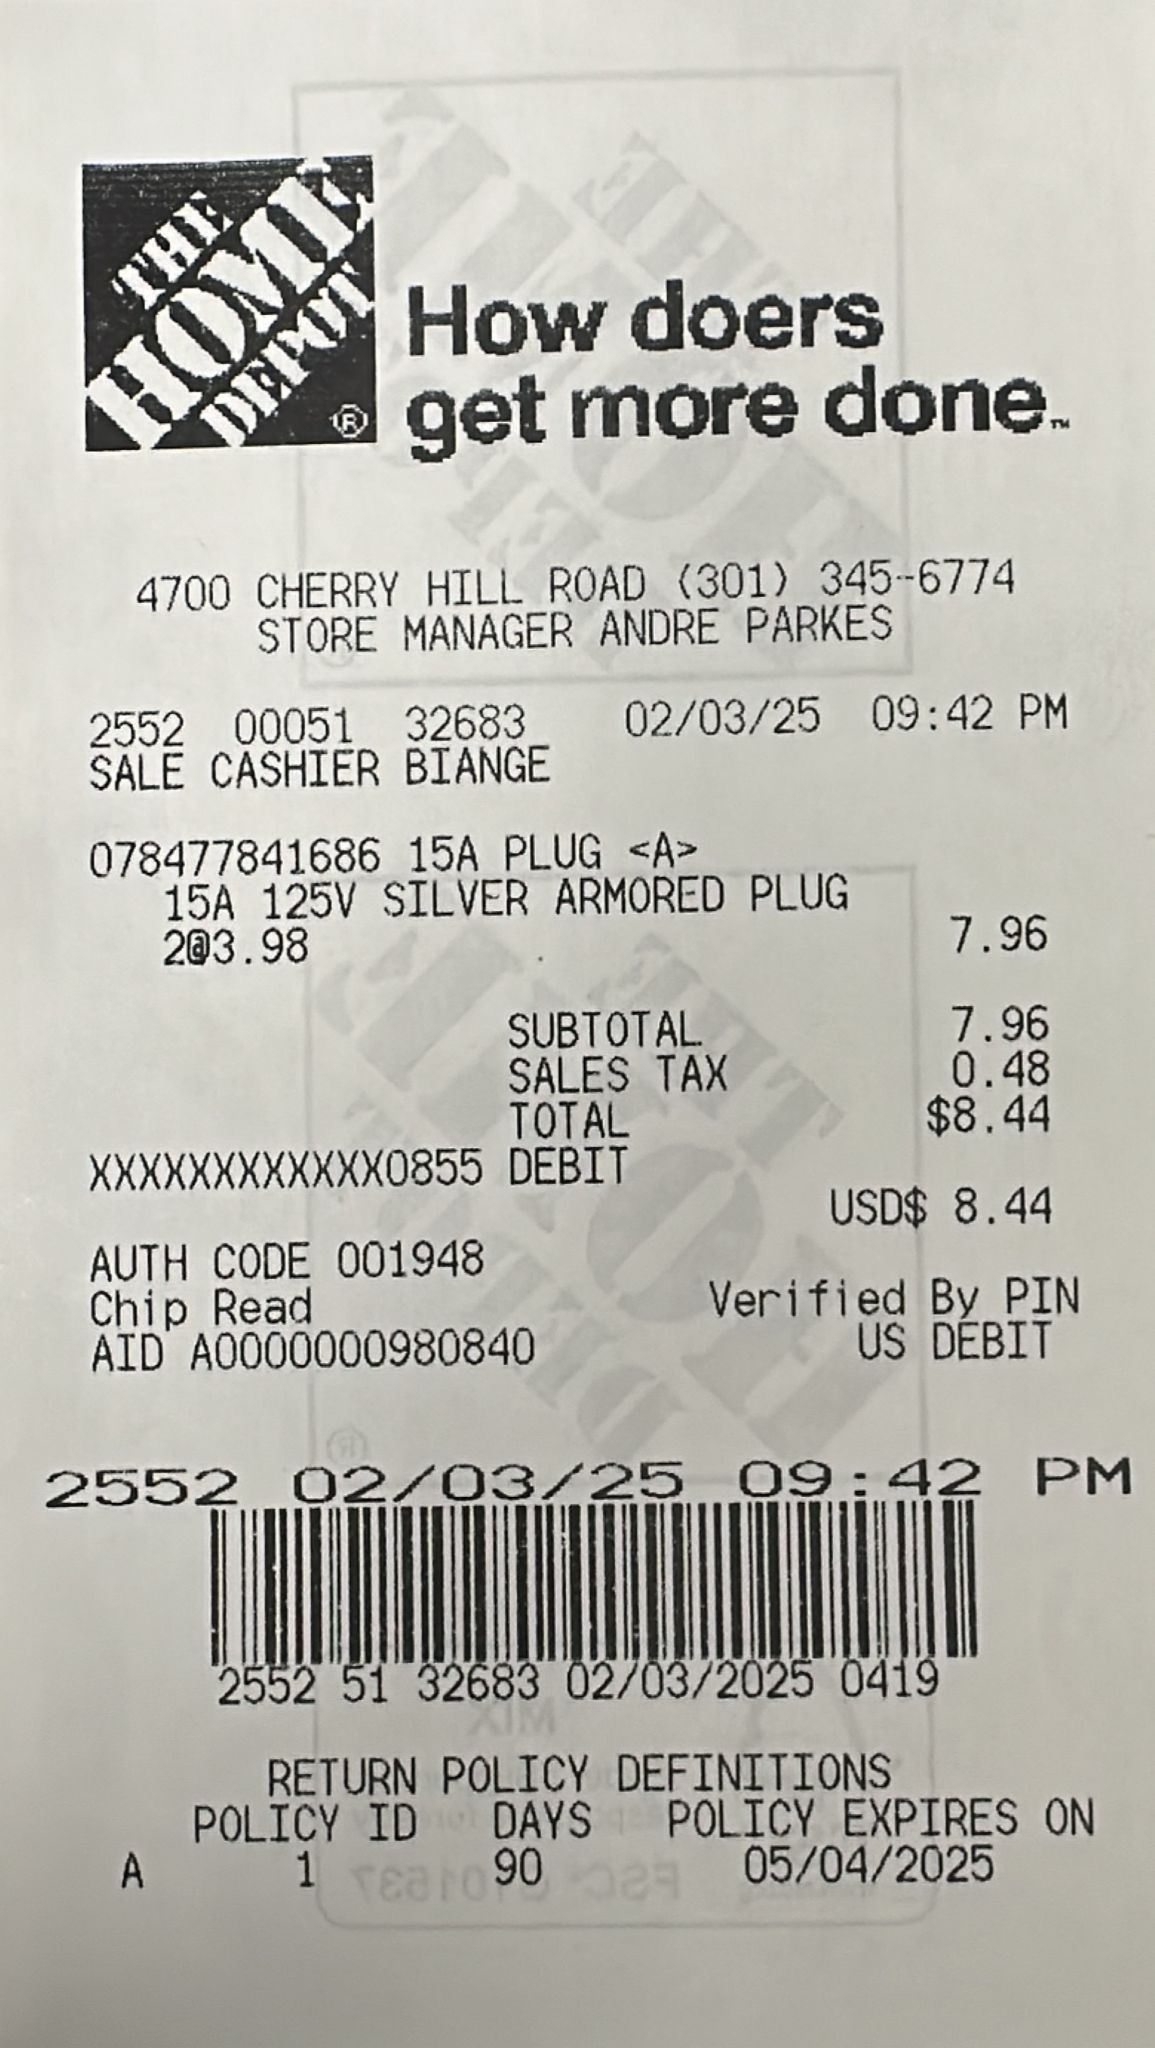 THE
HOME
DEPOT
®
How doers
get more done.™
4700 CHERRY HILL ROAD (301) 345-6774
STORE MANAGER ANDRE PARKES
2552 00051 32683 02/03/25 09:42 PM
SALE CASHIER BIANGE
078477841686 15A PLUG <A>
15A 125V SILVER ARMORED PLUG
2@3.98 7.96
SUBTOTAL 7.96
SALES TAX 0.48
TOTAL $8.44
XXXXXXXXXXXX0855 DEBIT
USD$ 8.44
AUTH CODE 001948
Chip Read Verified By PIN
AID A0000000980840 US DEBIT
2552 02/03/25 09:42 PM
2552 51 32683 02/03/2025 0419
RETURN POLICY DEFINITIONS
POLICY ID DAYS POLICY EXPIRES ON
A 1 90 05/04/2025